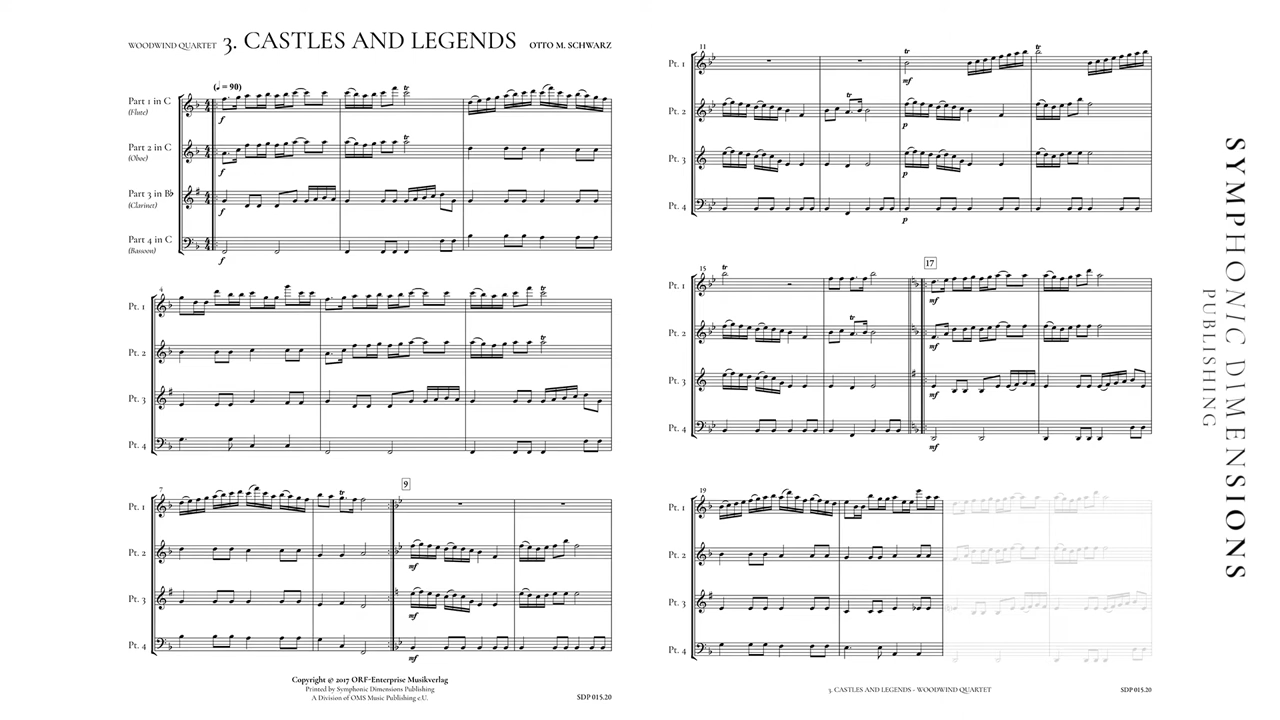 WOODWIND QUARTET 3. CASTLES AND LEGENDS OTTO M. SCHWARZ
(♩ = 90)
Part 1 in C
(Flute)
f
Part 2 in C
(Oboe)
f
Part 3 in B♭
(Clarinet)
f
Part 4 in C
(Bassoon)
f
4
Pt. 1
Pt. 2
Pt. 3
Pt. 4
7
9
Pt. 1
Pt. 2
mf
Pt. 3
mf
Pt. 4
mf
Copyright © 2017 ORF-Enterprise Musikverlag
Printed by Symphonic Dimensions Publishing
A Division of OMS Music Publishing e.U.
SDP 015.20
11
Pt. 1
mf
Pt. 2
p
Pt. 3
p
Pt. 4
p
15
17
Pt. 1
mf
Pt. 2
mf
Pt. 3
mf
Pt. 4
mf
19
Pt. 1
Pt. 2
Pt. 3
Pt. 4
3. CASTLES AND LEGENDS - WOODWIND QUARTET
SDP 015.20
SYMPHONIC DIMENSIONS
PUBLISHING